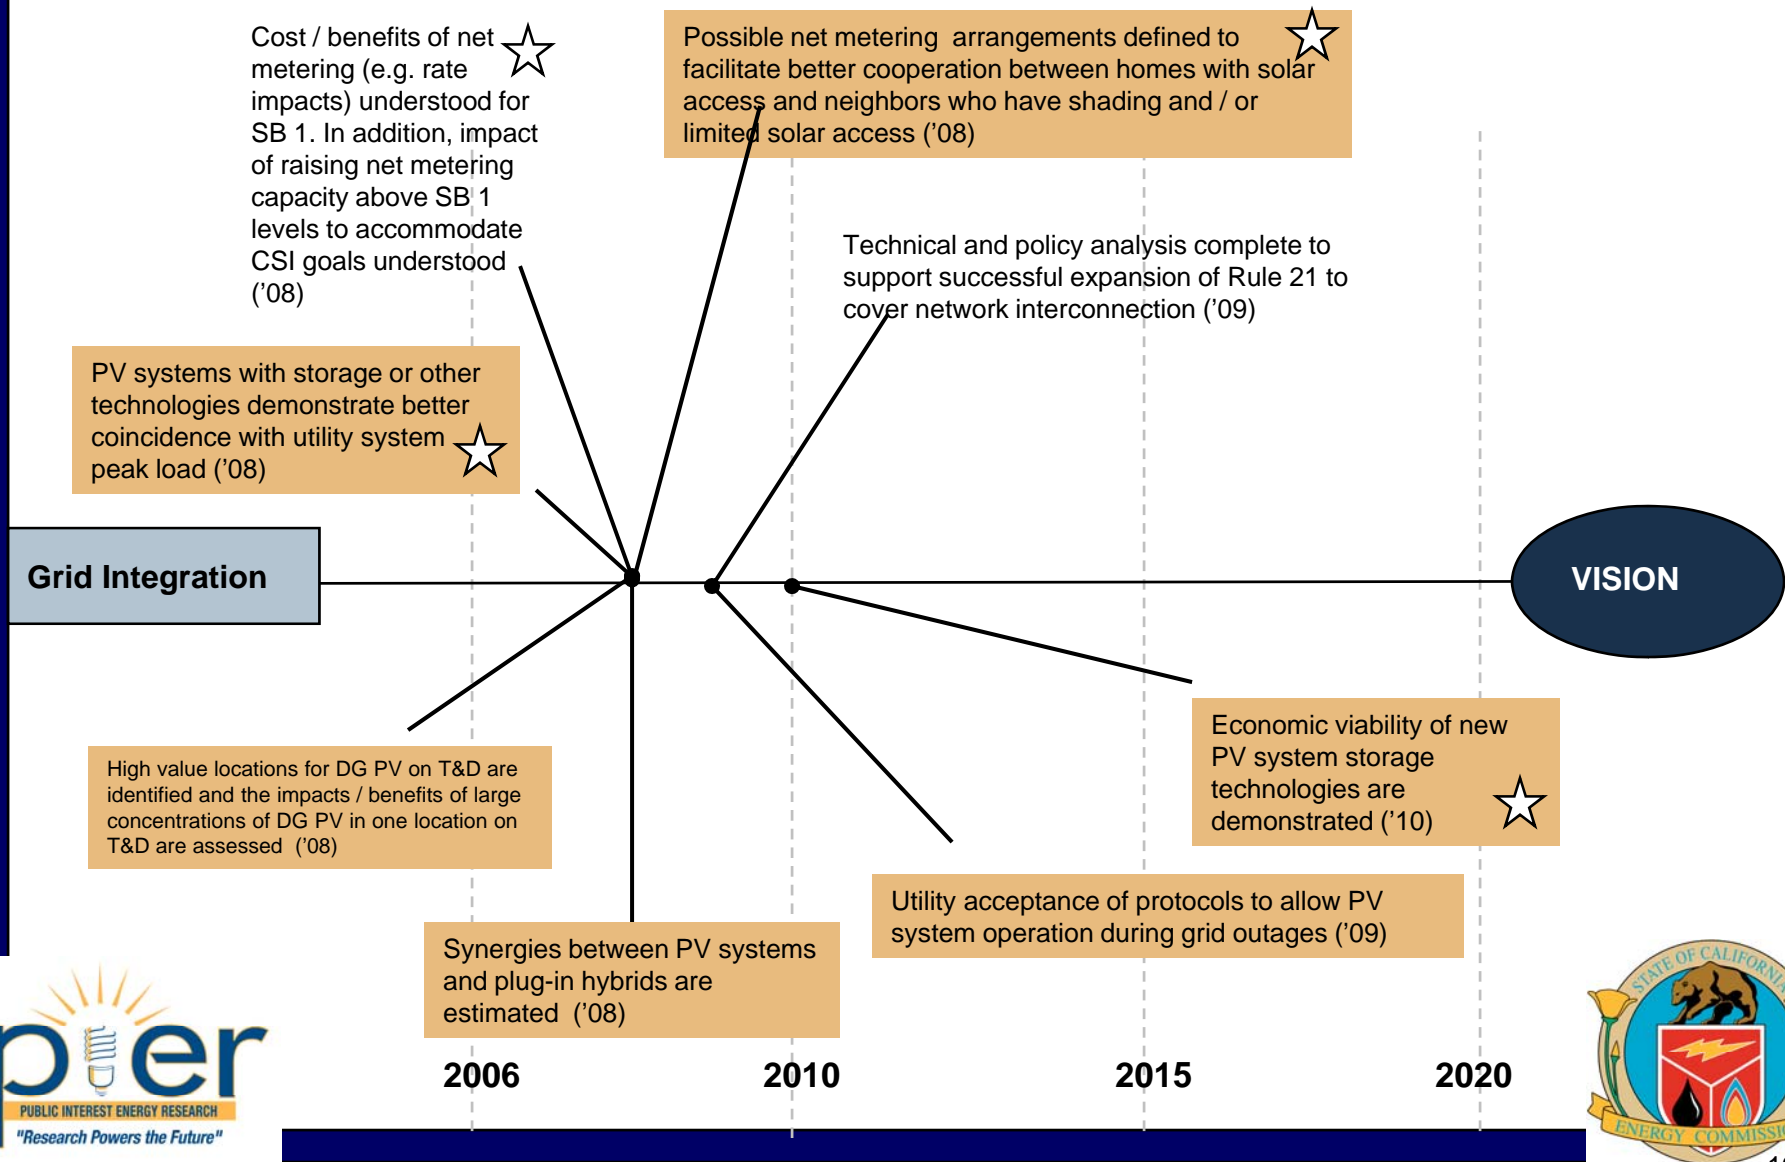 Cost / benefits of net
metering (e.g. rate
impacts) understood for
SB 1. In addition, impact
of raising net metering
capacity above SB 1
levels to accommodate
CSI goals understood
(’08)
Possible net metering  arrangements defined to
facilitate better cooperation between homes with solar
access and neighbors who have shading and / or
limited solar access (’08)
Technical and policy analysis complete to
support successful expansion of Rule 21 to
cover network interconnection (’09)
PV systems with storage or other
technologies demonstrate better
coincidence with utility system
peak load (’08)
Grid Integration
VISION
High value locations for DG PV on T&D are
identified and the impacts / benefits of large
concentrations of DG PV in one location on
T&D are assessed  (’08)
Economic viability of new
PV system storage
technologies are
demonstrated (’10)
Utility acceptance of protocols to allow PV
system operation during grid outages (’09)
Synergies between PV systems
and plug-in hybrids are
estimated  (’08)
2006
2010
2015
2020
pier
PUBLIC INTEREST ENERGY RESEARCH
"Research Powers the Future"
STATE OF CALIFORNIA
ENERGY